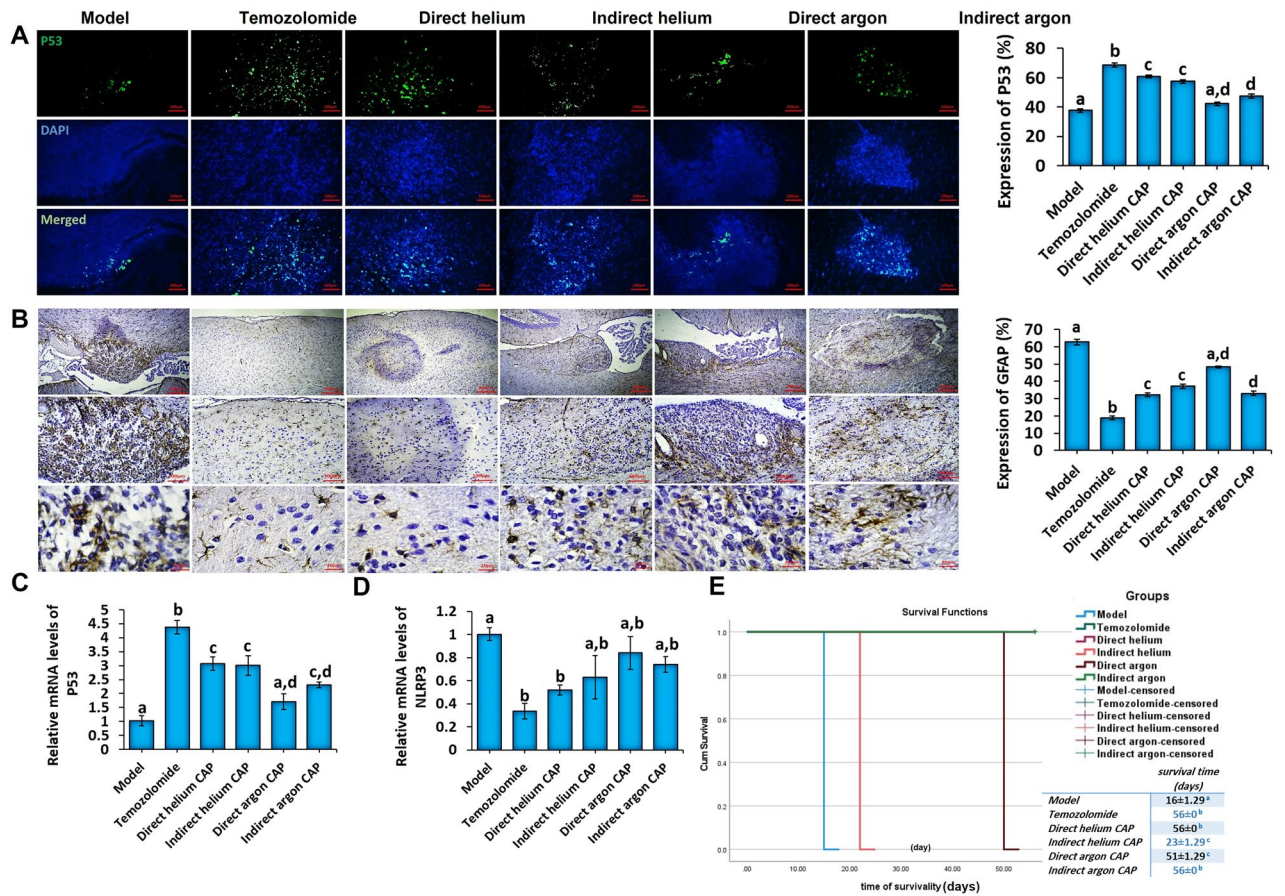 Model Temozolomide Direct helium Indirect helium Direct argon Indirect argon
A
P53
DAPI
Merged
Expression of P53 (%)
80
60
40
20
0
a b c c a,d d
Model
Temozolomide
Direct helium CAP
Indirect helium CAP
Direct argon CAP
Indirect argon CAP
B
Expression of GFAP (%)
70
60
50
40
30
20
10
0
a b c c a,d d
Model
Temozolomide
Direct helium CAP
Indirect helium CAP
Direct argon CAP
Indirect argon CAP
C
Relative mRNA levels of
P53
5
4.5
4
3.5
3
2.5
2
1.5
1
0.5
0
a b c c a,d c,d
Model
Temozolomide
Direct helium CAP
Indirect helium CAP
Direct argon CAP
Indirect argon CAP
D
Relative mRNA levels of
NLRP3
1.2
1
0.8
0.6
0.4
0.2
0
a b b a,b a,b a,b
Model
Temozolomide
Direct helium CAP
Indirect helium CAP
Direct argon CAP
Indirect argon CAP
E
Survival Functions
Cum Survival
1.0
0.8
0.6
0.4
0.2
0.0
.00 10.00 20.00 30.00 40.00 50.00
(day)
time of survivality (days)
Groups
Model
Temozolomide
Direct helium
Indirect helium
Direct argon
Indirect argon
Model-censored
Temozolomide-censored
Direct helium-censored
Indirect helium-censored
Direct argon-censored
Indirect argon-censored
survival time
(days)
Model 16±1.29 a
Temozolomide 56±0 b
Direct helium CAP 56±0 b
Indirect helium CAP 23±1.29 c
Direct argon CAP 51±1.29 c
Indirect argon CAP 56±0 b